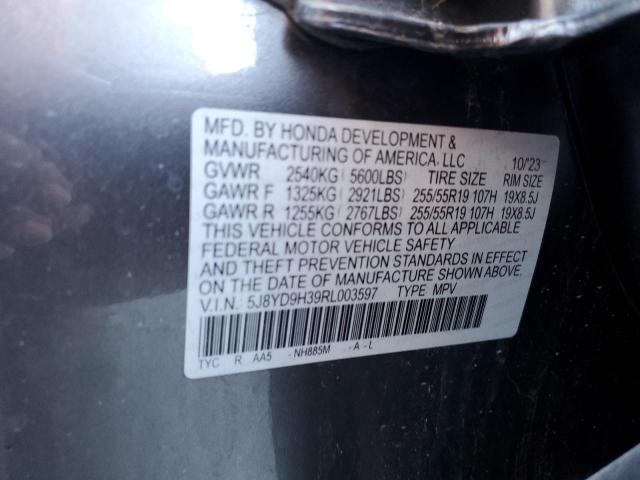 MFD. BY HONDA DEVELOPMENT &
MANUFACTURING OF AMERICA, LLC 10/'23
GVWR 2540KG (5600LBS) TIRE SIZE RIM SIZE
GAWR F 1325KG (2921LBS) 255/55R19 107H 19X8.5J
GAWR R 1255KG (2767LBS) 255/55R19 107H 19X8.5J
THIS VEHICLE CONFORMS TO ALL APPLICABLE
FEDERAL MOTOR VEHICLE SAFETY
AND THEFT PREVENTION STANDARDS IN EFFECT
ON THE DATE OF MANUFACTURE SHOWN ABOVE.
V.I.N.: 5J8YD9H39RL003597 TYPE MPV
TYC R AA5 -NH885M -A-L